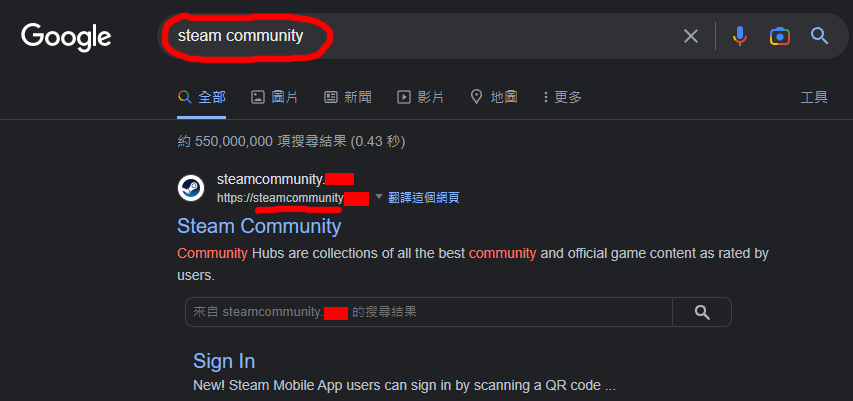 Google
steam community
全部 圖片 新聞 影片 地圖 更多 工具
約 550,000,000 項搜尋結果 (0.43 秒)
steamcommunity.
https://steamcommunity 翻譯這個網頁
Steam Community
Community Hubs are collections of all the best community and official game content as rated by
users.
來自 steamcommunity. 的搜尋結果
Sign In
New! Steam Mobile App users can sign in by scanning a QR code ...